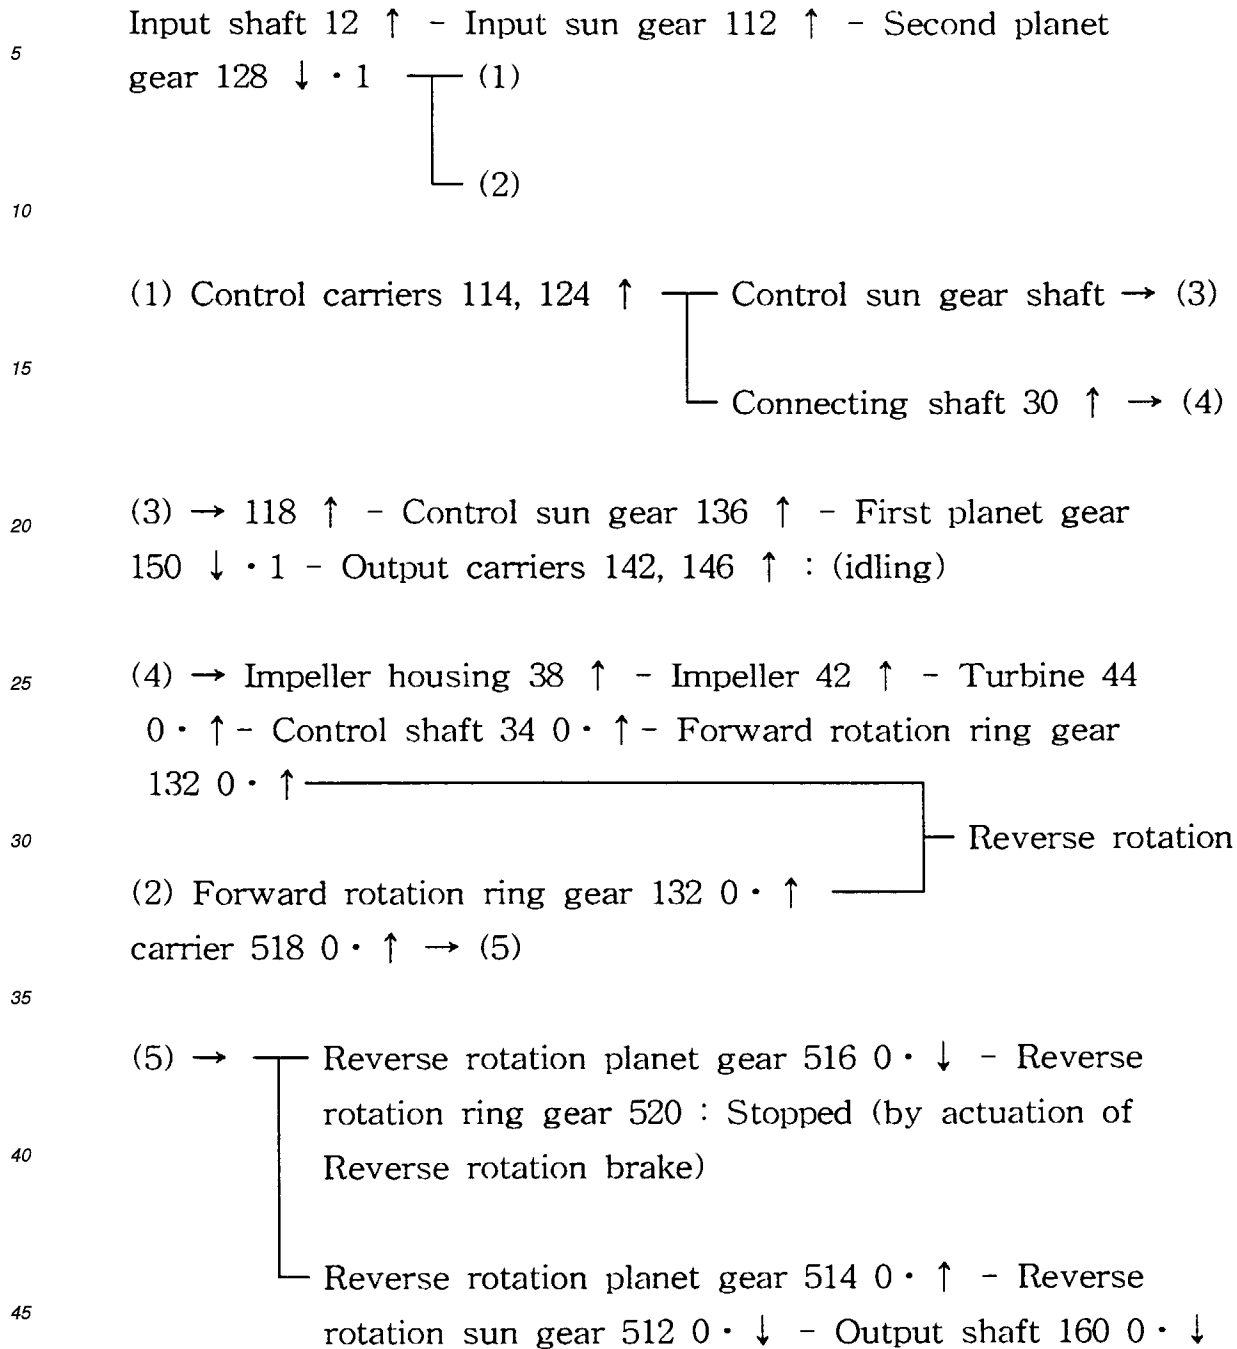 Input shaft 12 ↑ - Input sun gear 112 ↑ - Second planet
5
gear 128 ↓ · 1 (1)
(2)
10
(1) Control carriers 114, 124 ↑ Control sun gear shaft → (3)
15
Connecting shaft 30 ↑ → (4)
(3) → 118 ↑ - Control sun gear 136 ↑ - First planet gear
20
150 ↓ · 1 - Output carriers 142, 146 ↑ : (idling)
(4) → Impeller housing 38 ↑ - Impeller 42 ↑ - Turbine 44
25
0 · ↑ - Control shaft 34 0 · ↑ - Forward rotation ring gear
132 0 · ↑
30
Reverse rotation
(2) Forward rotation ring gear 132 0 · ↑
carrier 518 0 · ↑ → (5)
35
(5) → Reverse rotation planet gear 516 0 · ↓ - Reverse
rotation ring gear 520 : Stopped (by actuation of
40
Reverse rotation brake)
Reverse rotation planet gear 514 0 · ↑ - Reverse
45
rotation sun gear 512 0 · ↓ - Output shaft 160 0 · ↓